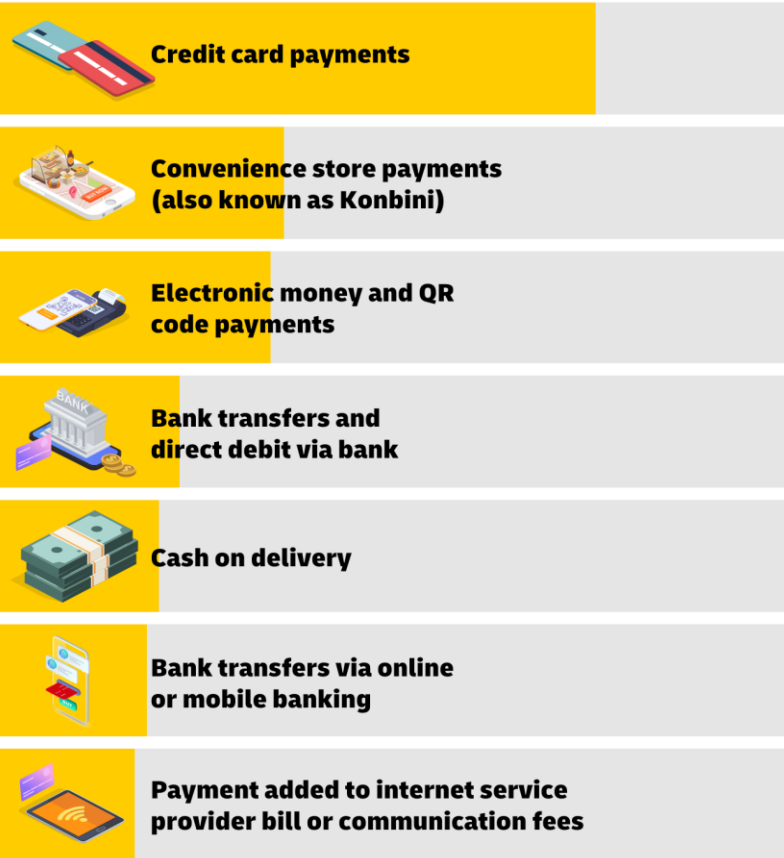 Credit card payments
Convenience store payments
(also known as Konbini)
Electronic money and QR
code payments
BANK
Bank transfers and
direct debit via bank
Cash on delivery
Bank transfers via online
or mobile banking
Payment added to internet service
provider bill or communication fees